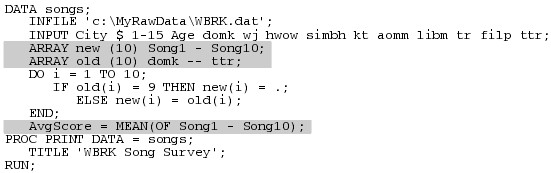 DATA songs;
INFILE 'c:\MyRawData\WBRK.dat';
INPUT City $ 1-15 Age domk wj hwow simbh kt aomm libm tr filp ttr;
ARRAY new (10) Song1 - Song10;
ARRAY old (10) domk -- ttr;
DO i = 1 TO 10;
IF old(i) = 9 THEN new(i) = .;
ELSE new(i) = old(i);
END;
AvgScore = MEAN(OF Song1 - Song10);
PROC PRINT DATA = songs;
TITLE 'WBRK Song Survey';
RUN;